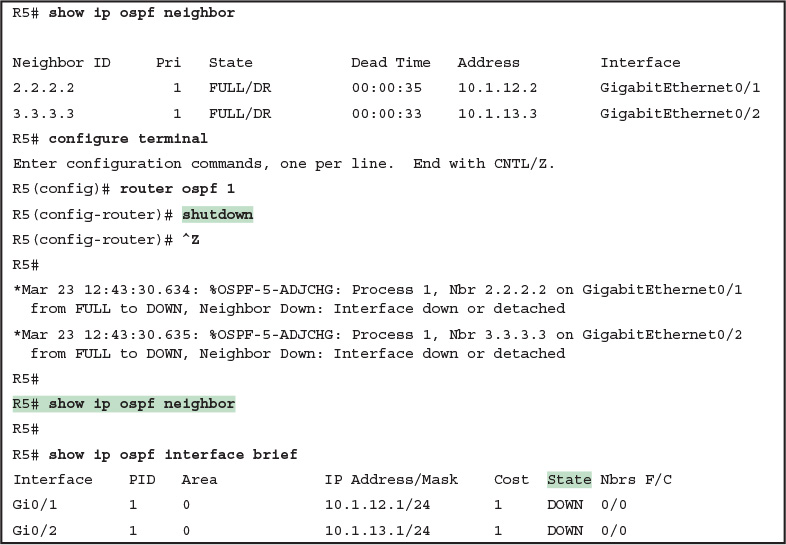 R5# show ip ospf neighbor
Neighbor ID Pri State Dead Time Address Interface
2.2.2.2 1 FULL/DR 00:00:35 10.1.12.2 GigabitEthernet0/1
3.3.3.3 1 FULL/DR 00:00:33 10.1.13.3 GigabitEthernet0/2
R5# configure terminal
Enter configuration commands, one per line. End with CNTL/Z.
R5(config)# router ospf 1
R5(config-router)# shutdown
R5(config-router)# ^Z
R5#
*Mar 23 12:43:30.634: %OSPF-5-ADJCHG: Process 1, Nbr 2.2.2.2 on GigabitEthernet0/1
from FULL to DOWN, Neighbor Down: Interface down or detached
*Mar 23 12:43:30.635: %OSPF-5-ADJCHG: Process 1, Nbr 3.3.3.3 on GigabitEthernet0/2
from FULL to DOWN, Neighbor Down: Interface down or detached
R5#
R5# show ip ospf neighbor
R5#
R5# show ip ospf interface brief
Interface PID Area IP Address/Mask Cost State Nbrs F/C
Gi0/1 1 0 10.1.12.1/24 1 DOWN 0/0
Gi0/2 1 0 10.1.13.1/24 1 DOWN 0/0